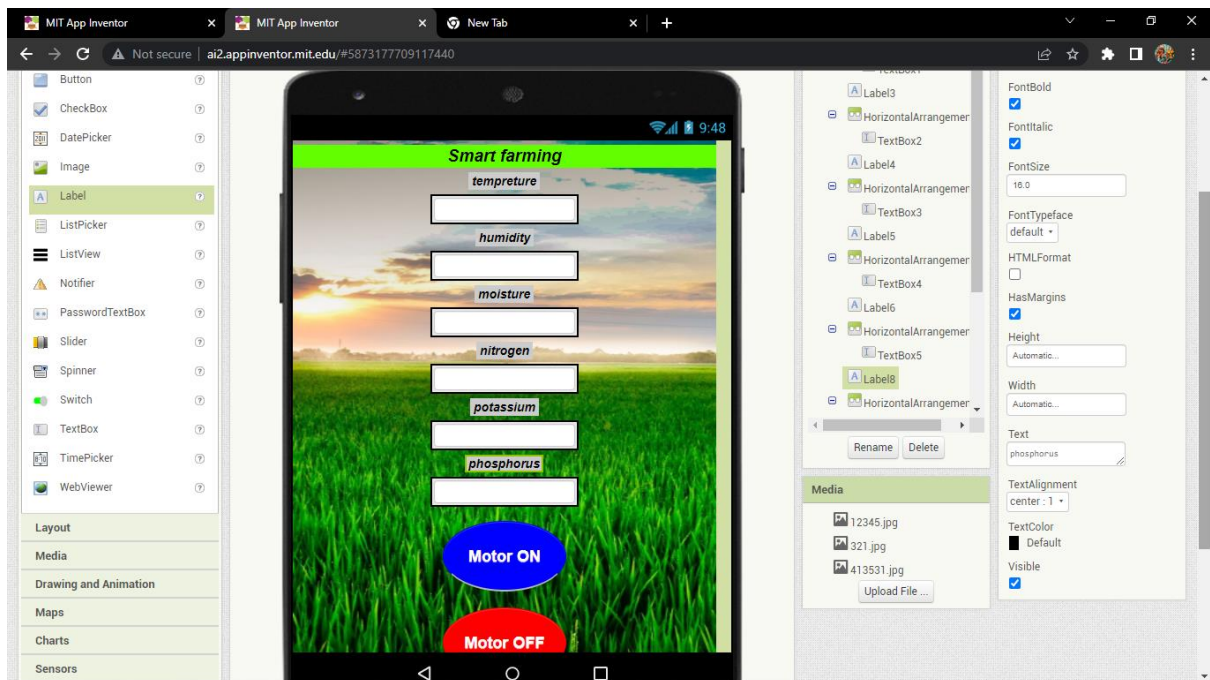 MIT App Inventor
MIT App Inventor
New Tab
Not secure
ai2.appinventor.mit.edu/#5873177709117440
Button
CheckBox
DatePicker
Image
Label
ListPicker
ListView
Notifier
PasswordTextBox
Slider
Spinner
Switch
TextBox
TimePicker
WebViewer
Layout
Media
Drawing and Animation
Maps
Charts
Sensors
9:48
Smart farming
tempreture
humidity
moisture
nitrogen
potassium
phosphorus
Motor ON
Motor OFF
Label3
HorizontalArrangemer
TextBox2
Label4
HorizontalArrangemer
TextBox3
Label5
HorizontalArrangemer
TextBox4
Label6
HorizontalArrangemer
TextBox5
Label8
HorizontalArrangemer
Rename Delete
Media
12345.jpg
321.jpg
413531.jpg
Upload File ...
FontBold
FontItalic
FontSize
16.0
FontTypeface
default
HTMLFormat
HasMargins
Height
Automatic...
Width
Automatic...
Text
phosphorus
TextAlignment
center : 1
TextColor
Default
Visible